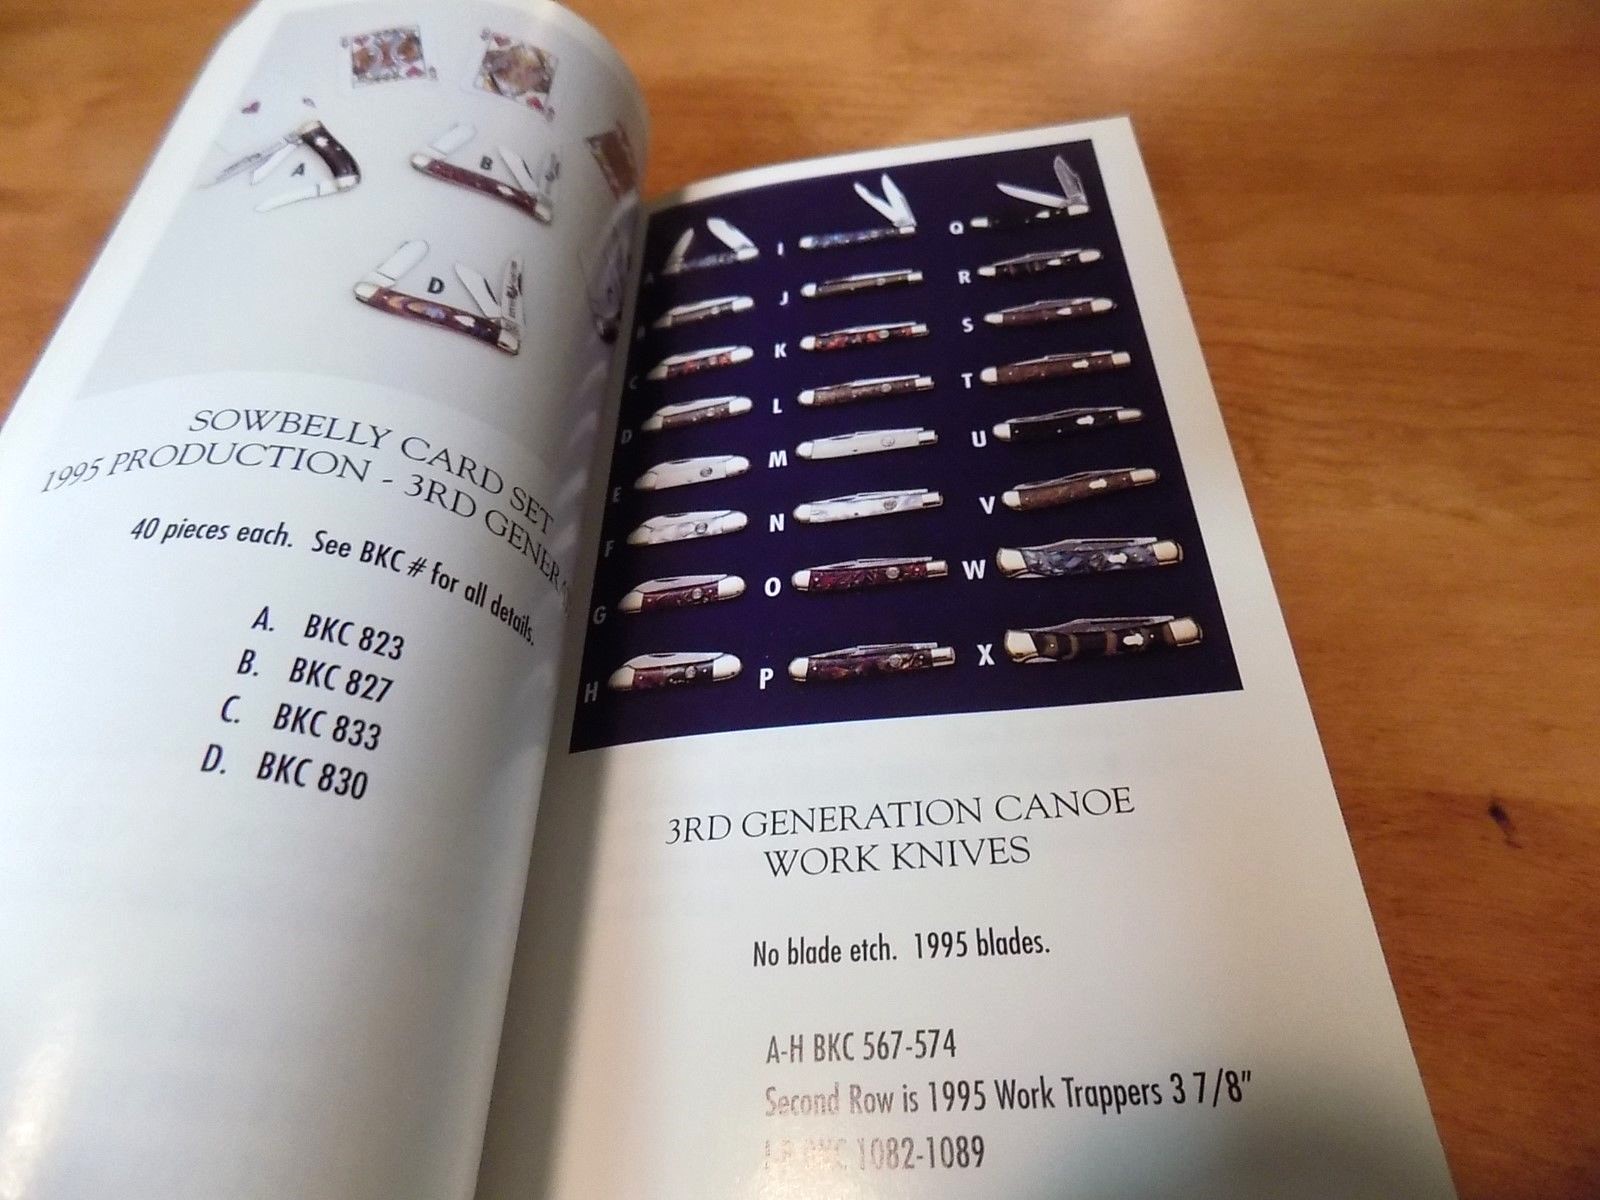 A
B
D
SOWBELLY CARD SET
1995 PRODUCTION - 3RD
40 pieces each. See BKC # for all details.
A. BKC 823
B. BKC 827
C. BKC 833
D. BKC 830
A I Q
J R
C K S
D L T
E M U
F N V
G O W
H P X
3RD GENERATION CANOE
WORK KNIVES
No blade etch. 1995 blades.
A-H BKC 567-574
Second Row is 1995 Work Trappers 3 7/8"
I-P BKC 1082-1089